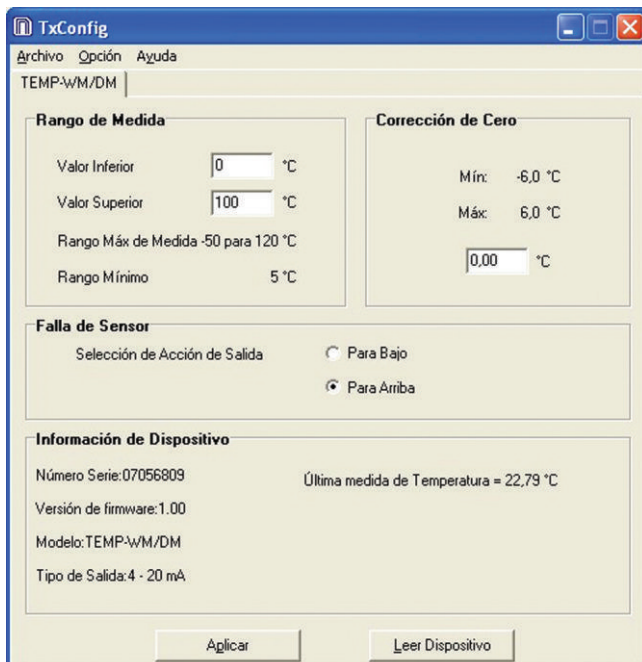 TxConfig
Archivo Opción Ayuda
TEMP-WM/DM
Rango de Medida
Valor Inferior 0 °C
Valor Superior 100 °C
Rango Máx de Medida -50 para 120 °C
Rango Mínimo 5 °C
Corrección de Cero
Mín: -6,0 °C
Máx: 6,0 °C
0,00 °C
Falla de Sensor
Selección de Acción de Salida
Para Bajo
Para Arriba
Información de Dispositivo
Número Serie:07056809
Última medida de Temperatura = 22,79 °C
Versión de firmware:1.00
Modelo:TEMP-WM/DM
Tipo de Salida:4 - 20 mA
Aplicar
Leer Dispositivo